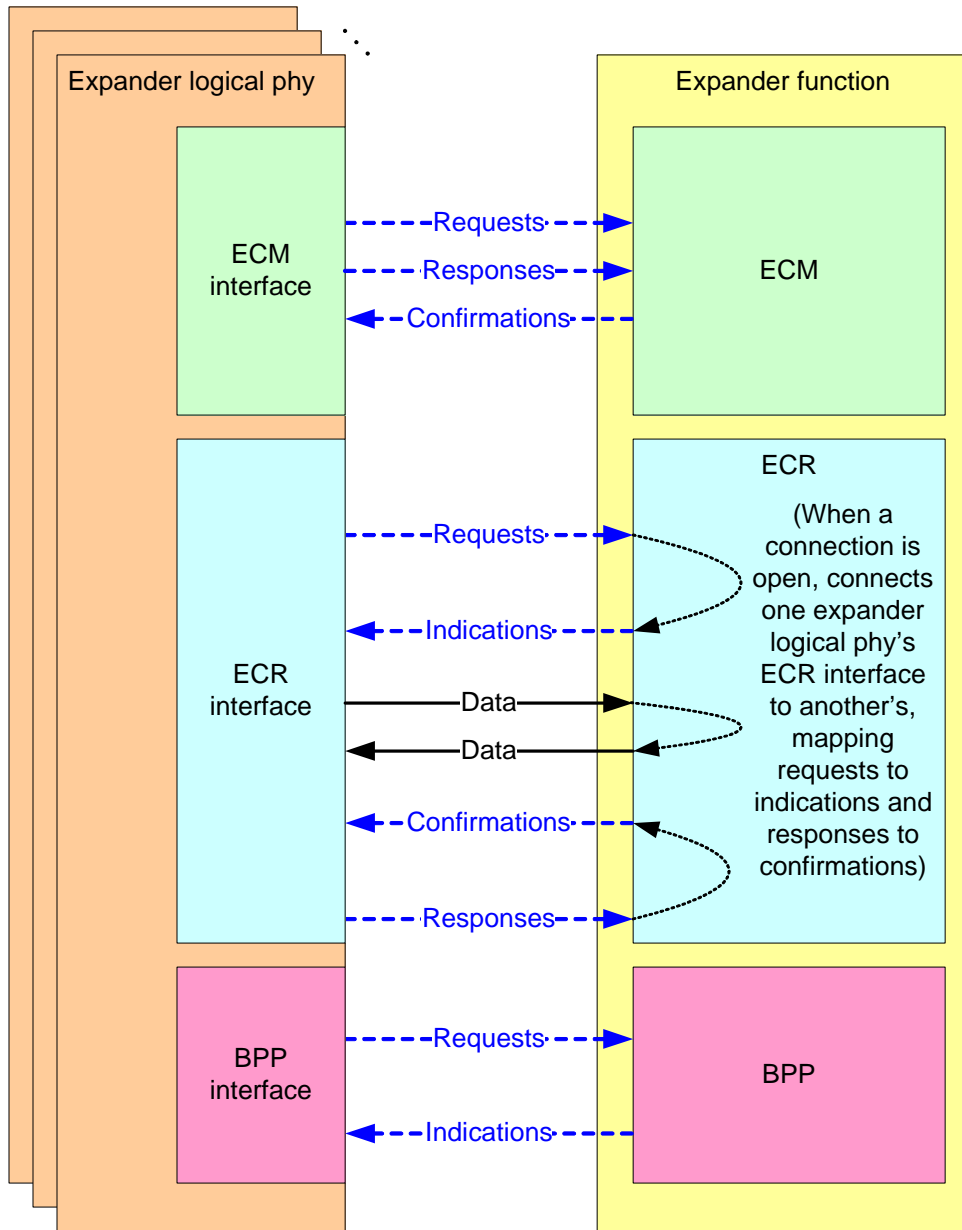 Expander logical phy
Expander function
ECM
interface
Requests
Responses
Confirmations
ECM
ECR
interface
Requests
Indications
Data
Data
Confirmations
Responses
ECR
(When a
connection is
open, connects
one expander
logical phy’s
ECR interface
to another’s,
mapping
requests to
indications and
responses to
confirmations)
BPP
interface
Requests
Indications
BPP